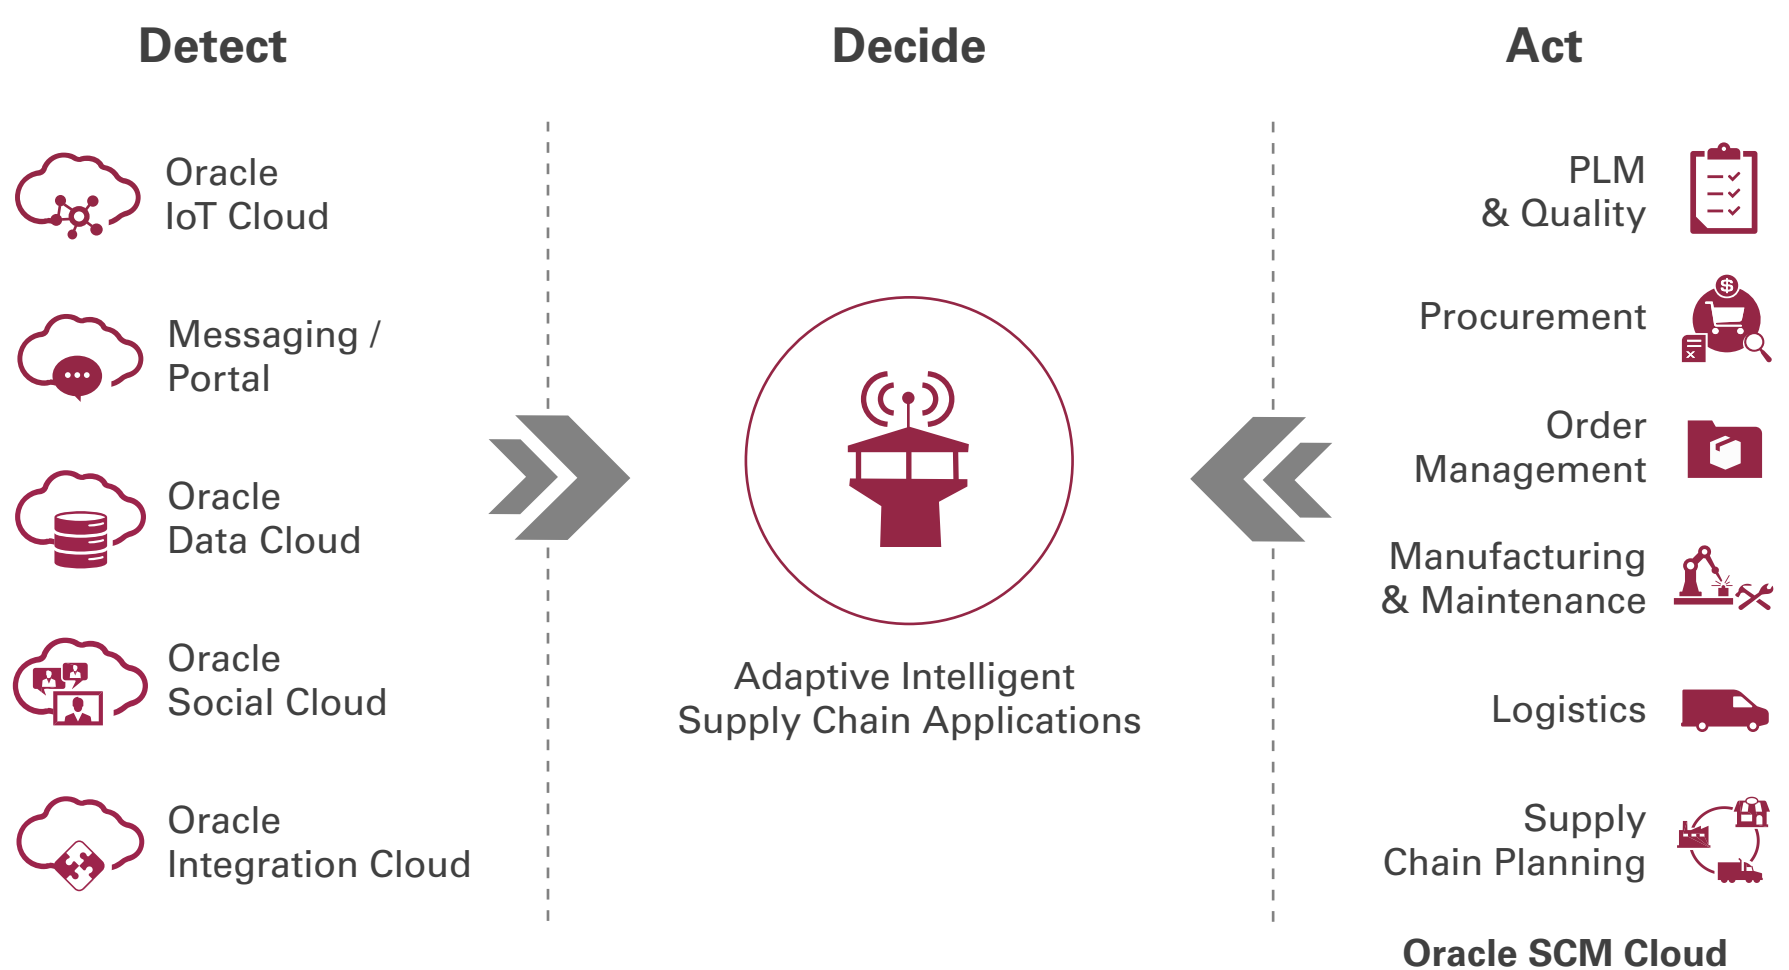 Detect
Oracle
IoT Cloud
Messaging /
Portal
Oracle
Data Cloud
Oracle
Social Cloud
Oracle
Integration Cloud
Decide
Adaptive Intelligent
Supply Chain Applications
Act
PLM
& Quality
$
Procurement
x
Order
Management
Manufacturing
& Maintenance
Logistics
Supply
Chain Planning
Oracle SCM Cloud